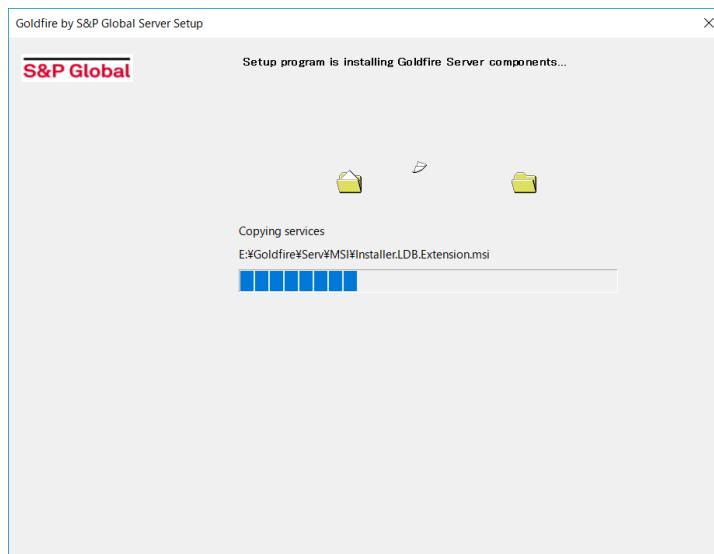 Goldfire by S&P Global Server Setup
S&P Global
Setup program is installing Goldfire Server components...
Copying services
E:¥Goldfire¥Serv¥MSI¥Installer.LDB.Extension.msi